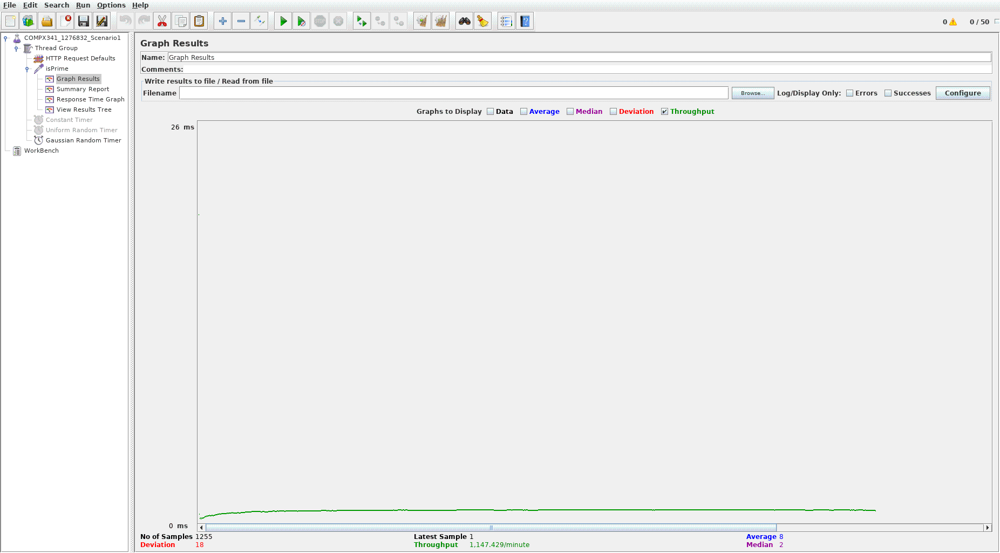 File Edit Search Run Options Help
0 0 / 50
COMPX341_1276832_Scenario1
Thread Group
HTTP Request Defaults
isPrime
Graph Results
Summary Report
Response Time Graph
View Results Tree
Constant Timer
Uniform Random Timer
Gaussian Random Timer
WorkBench
Graph Results
Name: Graph Results
Comments:
Write results to file / Read from file
Filename Browse... Log/Display Only: Errors Successes Configure
Graphs to Display Data Average Median Deviation Throughput
26 ms
0 ms
No of Samples 1255 Latest Sample 1 Average 8
Deviation 18 Throughput 1,147.429/minute Median 2